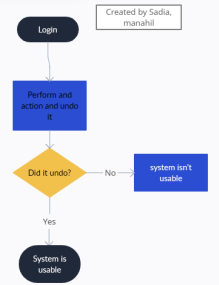 Created by Sadia,
manahil
Login
Perform and
action and undo
it
Did it undo?
No
system isn't
usable
Yes
System is
usable